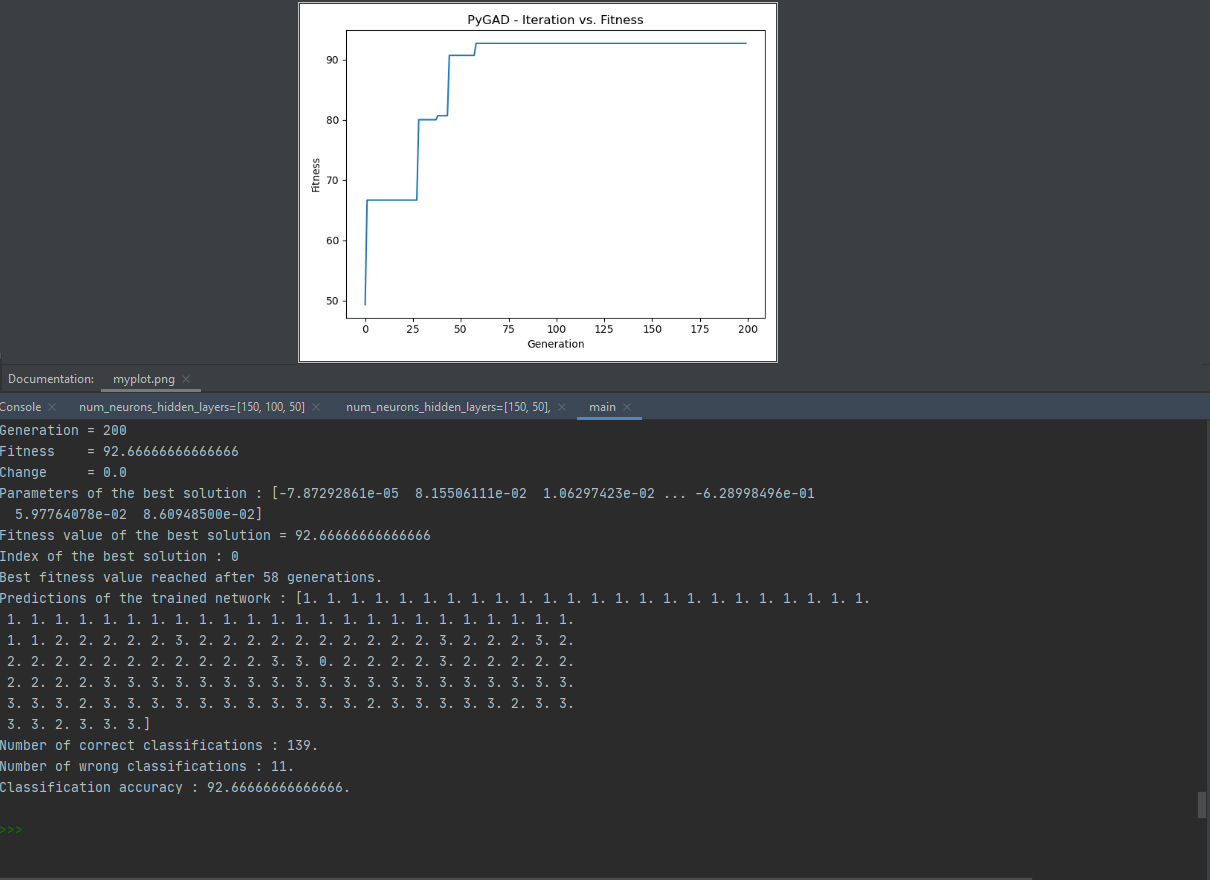 PyGAD - Iteration vs. Fitness
90
80
70
60
50
Fitness
0 25 50 75 100 125 150 175 200
Generation
Documentation: myplot.png
Console num_neurons_hidden_layers=[150, 100, 50] num_neurons_hidden_layers=[150, 50], main
Generation = 200
Fitness    = 92.66666666666666
Change     = 0.0
Parameters of the best solution : [-7.87292861e-05  8.15506111e-02  1.06297423e-02 ... -6.28998496e-01
  5.97764078e-02  8.60948500e-02]
Fitness value of the best solution = 92.66666666666666
Index of the best solution : 0
Best fitness value reached after 58 generations.
Predictions of the trained network : [1. 1. 1. 1. 1. 1. 1. 1. 1. 1. 1. 1. 1. 1. 1. 1. 1. 1. 1. 1. 1. 1. 1. 1.
 1. 1. 1. 1. 1. 1. 1. 1. 1. 1. 1. 1. 1. 1. 1. 1. 1. 1. 1. 1. 1. 1. 1. 1.
 1. 1. 2. 2. 2. 2. 2. 3. 2. 2. 2. 2. 2. 2. 2. 2. 2. 2. 3. 2. 2. 2. 3. 2.
 2. 2. 2. 2. 2. 2. 2. 2. 2. 2. 2. 3. 3. 0. 2. 2. 2. 2. 3. 2. 2. 2. 2. 2.
 2. 2. 2. 2. 3. 3. 3. 3. 3. 3. 3. 3. 3. 3. 3. 3. 3. 3. 3. 3. 3. 3. 3. 3.
 3. 3. 3. 2. 3. 3. 3. 3. 3. 3. 3. 3. 3. 3. 3. 2. 3. 3. 3. 3. 3. 2. 3. 3.
 3. 3. 2. 3. 3. 3.]
Number of correct classifications : 139.
Number of wrong classifications : 11.
Classification accuracy : 92.66666666666666.
>>>